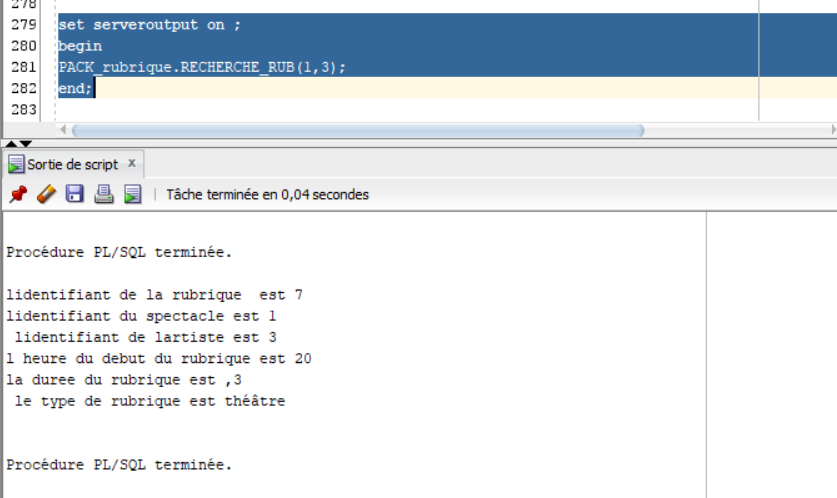 278
279 set serveroutput on ;
280 begin
281 PACK_rubrique.RECHERCHE_RUB(1,3);
282 end;
283
Sortie de script x
Tâche terminée en 0,04 secondes
Procédure PL/SQL terminée.
lidentifiant de la rubrique  est 7
lidentifiant du spectacle est 1
 lidentifiant de lartiste est 3
l heure du debut du rubrique est 20
la duree du rubrique est ,3
 le type de rubrique est théâtre
Procédure PL/SQL terminée.